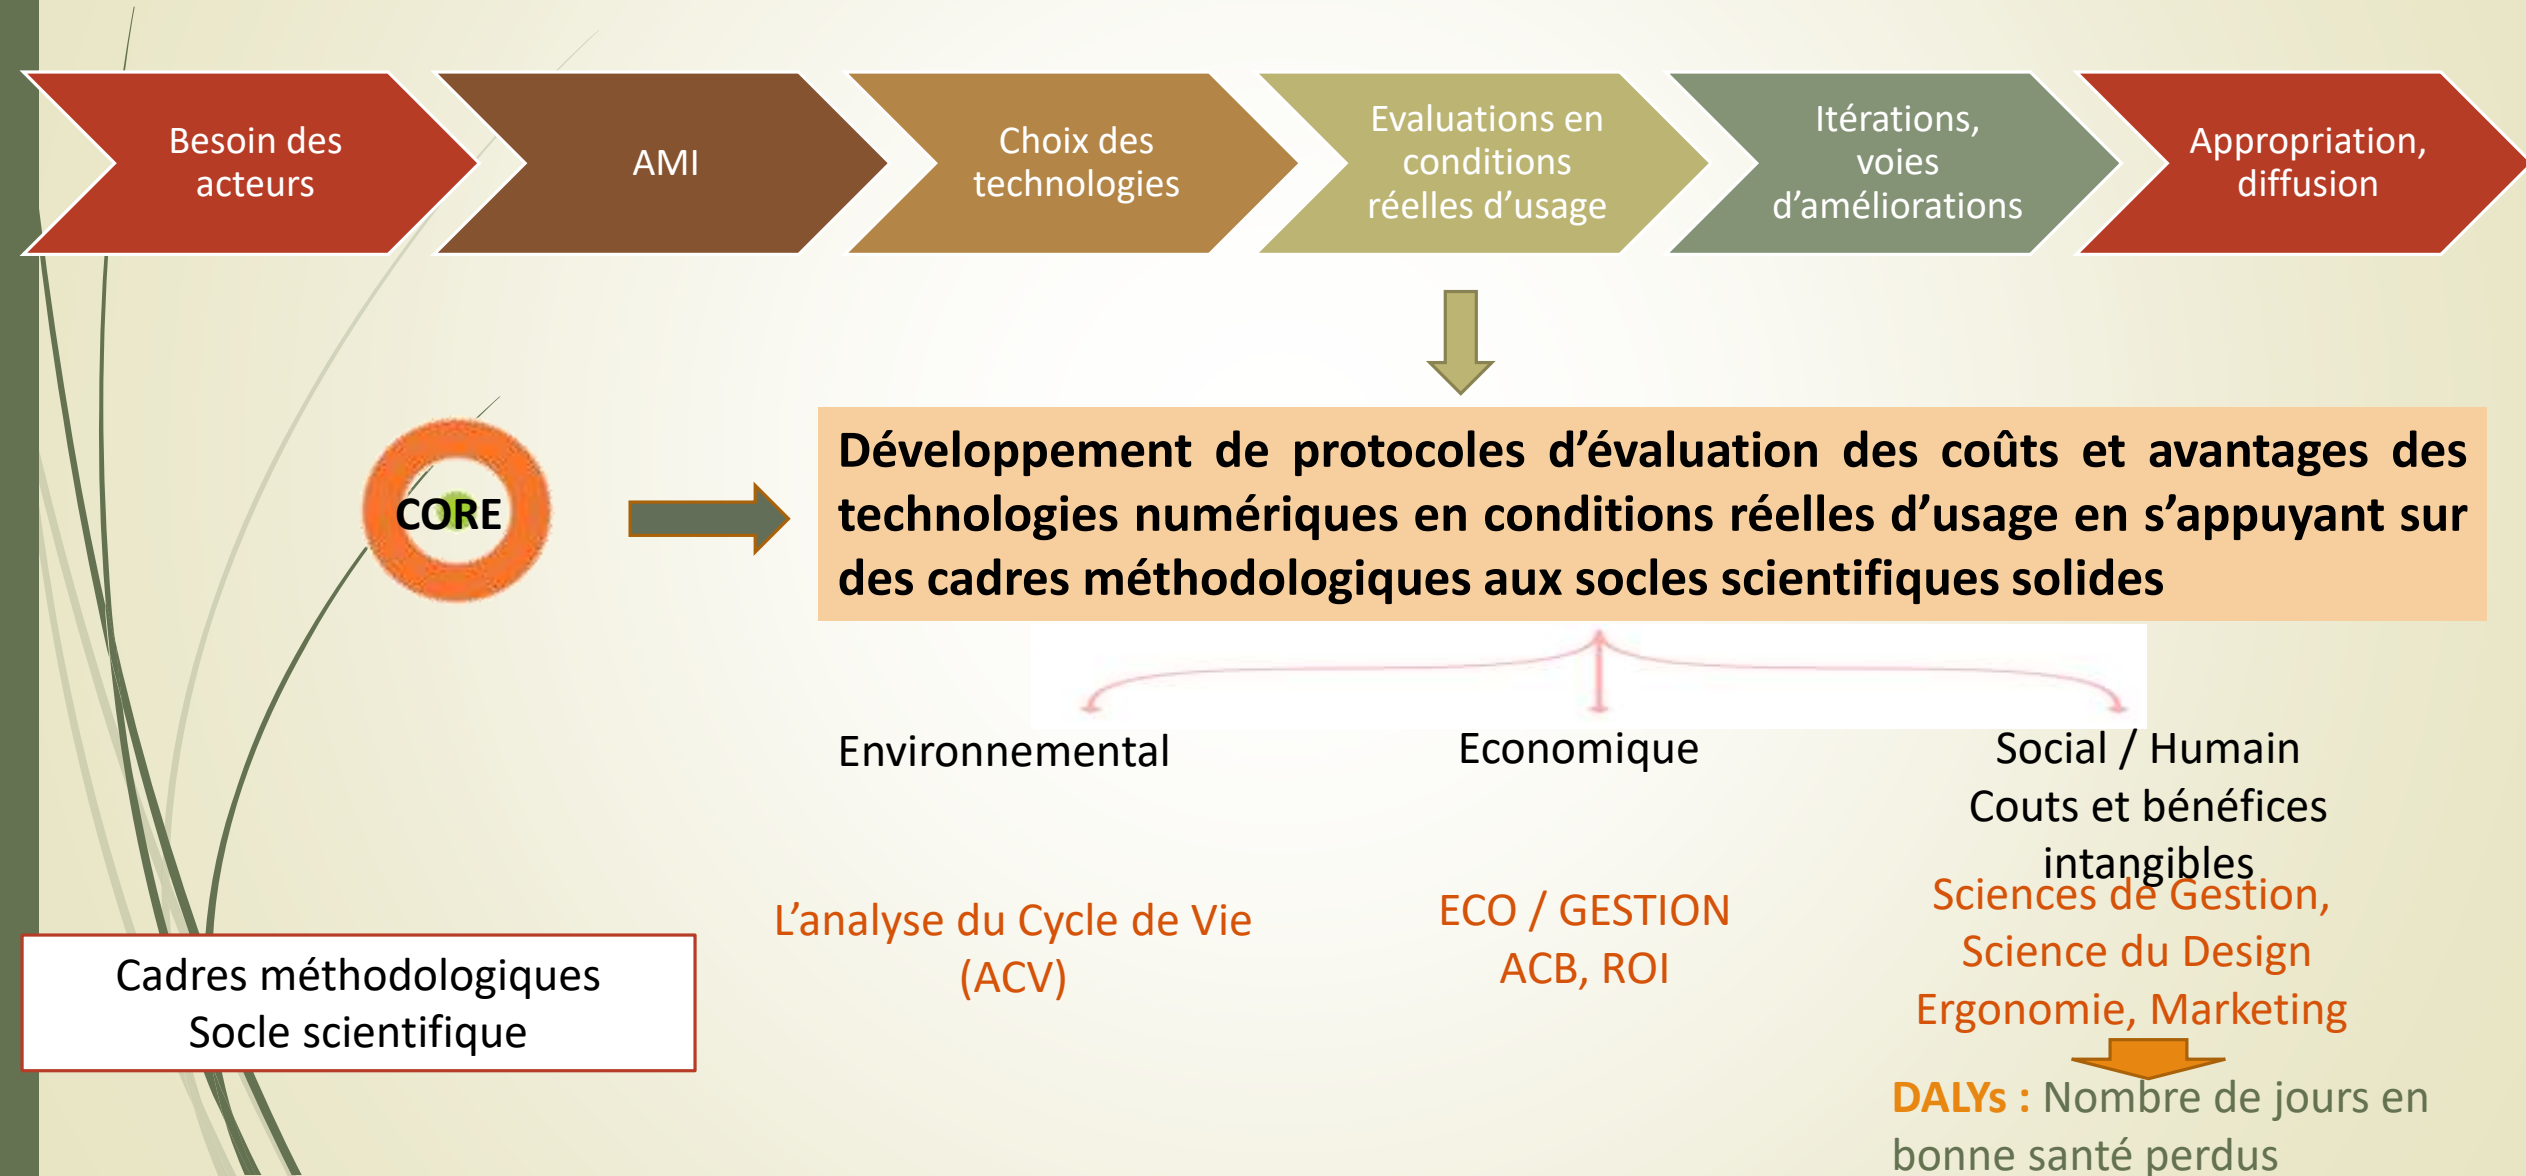 Besoin des
acteurs
AMI
Choix des
technologies
Evaluations en
conditions
réelles d’usage
Itérations,
voies
d’améliorations
Appropriation,
diffusion
CORE
Développement de protocoles d’évaluation des coûts et avantages des
technologies numériques en conditions réelles d’usage en s’appuyant sur
des cadres méthodologiques aux socles scientifiques solides
Environnemental
Economique
Social / Humain
Couts et bénéfices
intangibles
Cadres méthodologiques
Socle scientifique
L’analyse du Cycle de Vie
(ACV)
ECO / GESTION
ACB, ROI
Sciences de Gestion,
Science du Design
Ergonomie, Marketing
DALYs : Nombre de jours en
bonne santé perdus